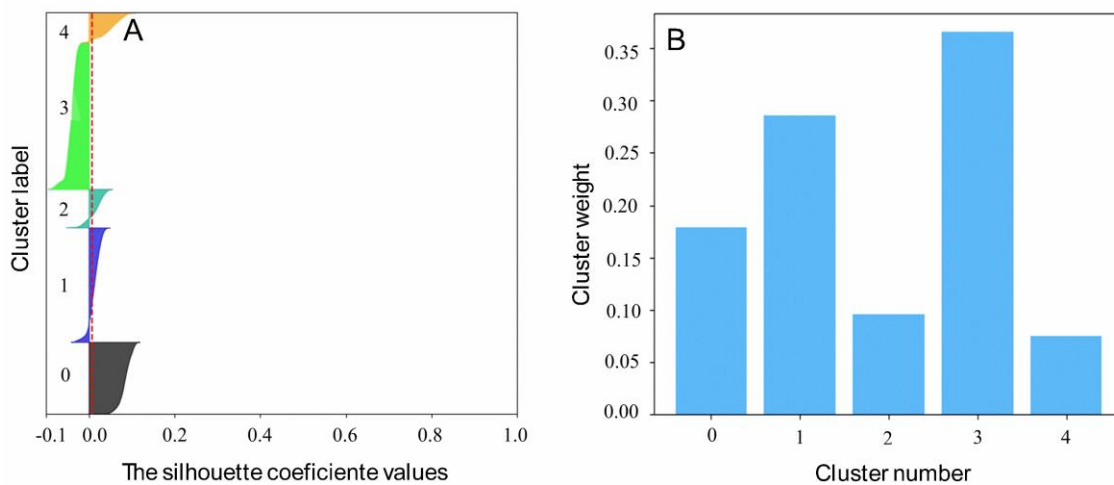 A
Cluster label
4
3
2
1
0
-0.1 0.0 0.2 0.4 0.6 0.8 1.0
The silhouette coeficiente values
B
Cluster weight
0.35
0.30
0.25
0.20
0.15
0.10
0.05
0.00
0 1 2 3 4
Cluster number